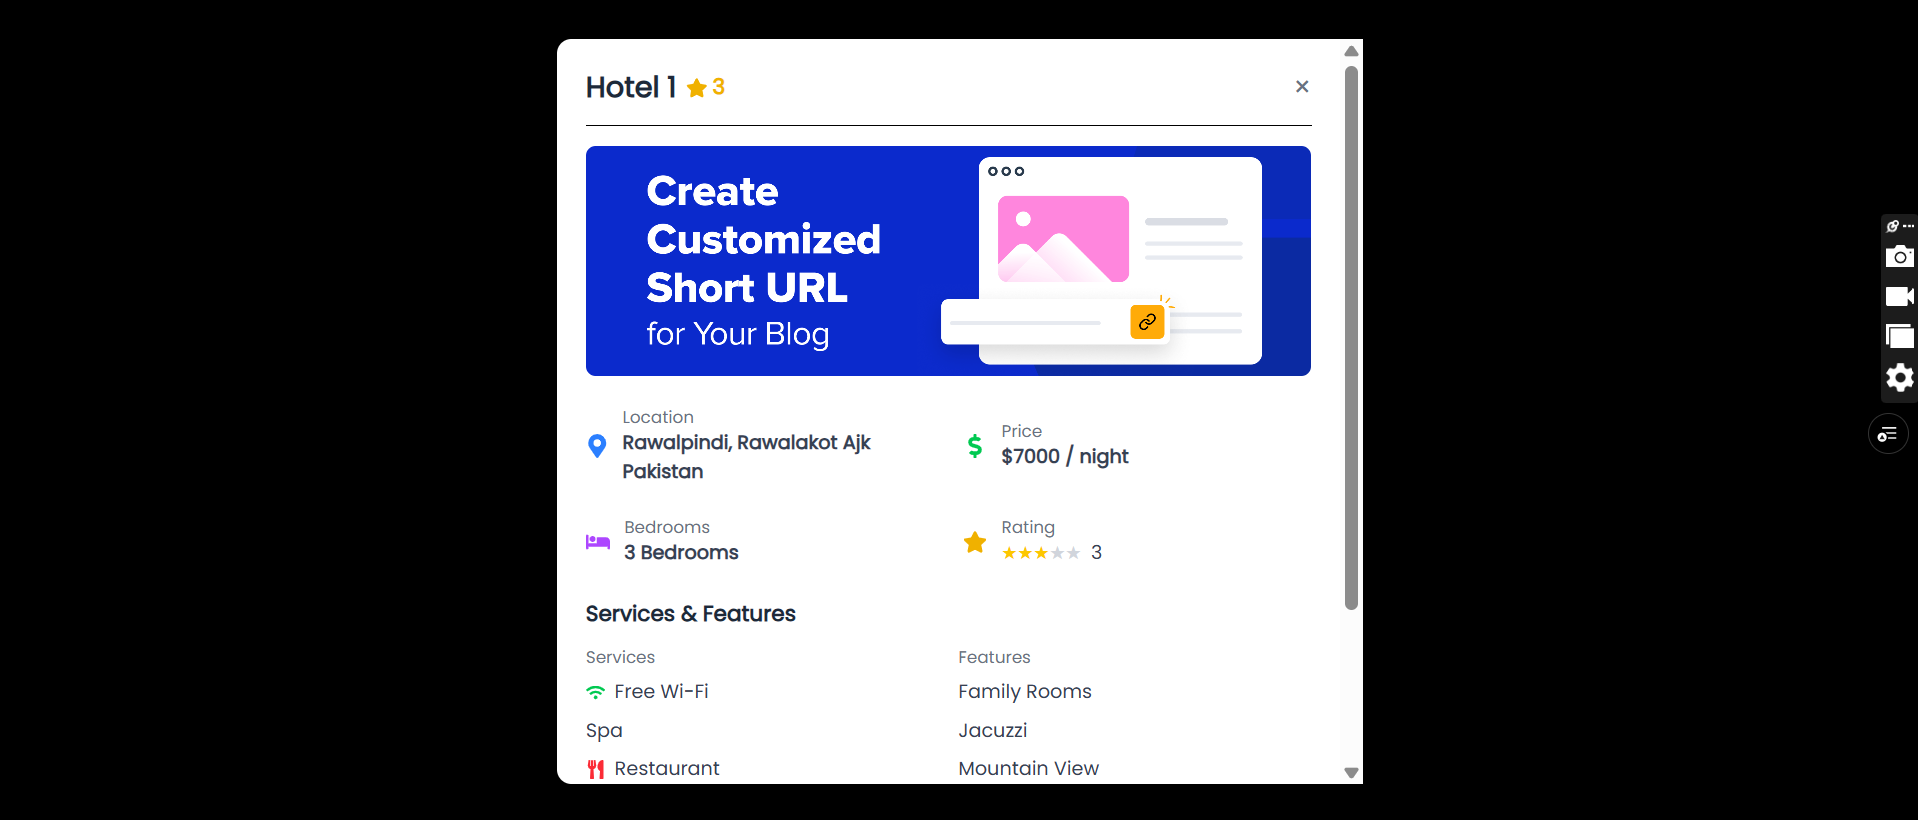 Hotel 1 3
×
Create
Customized
Short URL
for Your Blog
Location
Rawalpindi, Rawalakot Ajk
Pakistan
Price
$7000 / night
Bedrooms
3 Bedrooms
Rating
★★★★★ 3
Services & Features
Services
Features
Free Wi-Fi
Family Rooms
Spa
Jacuzzi
Restaurant
Mountain View